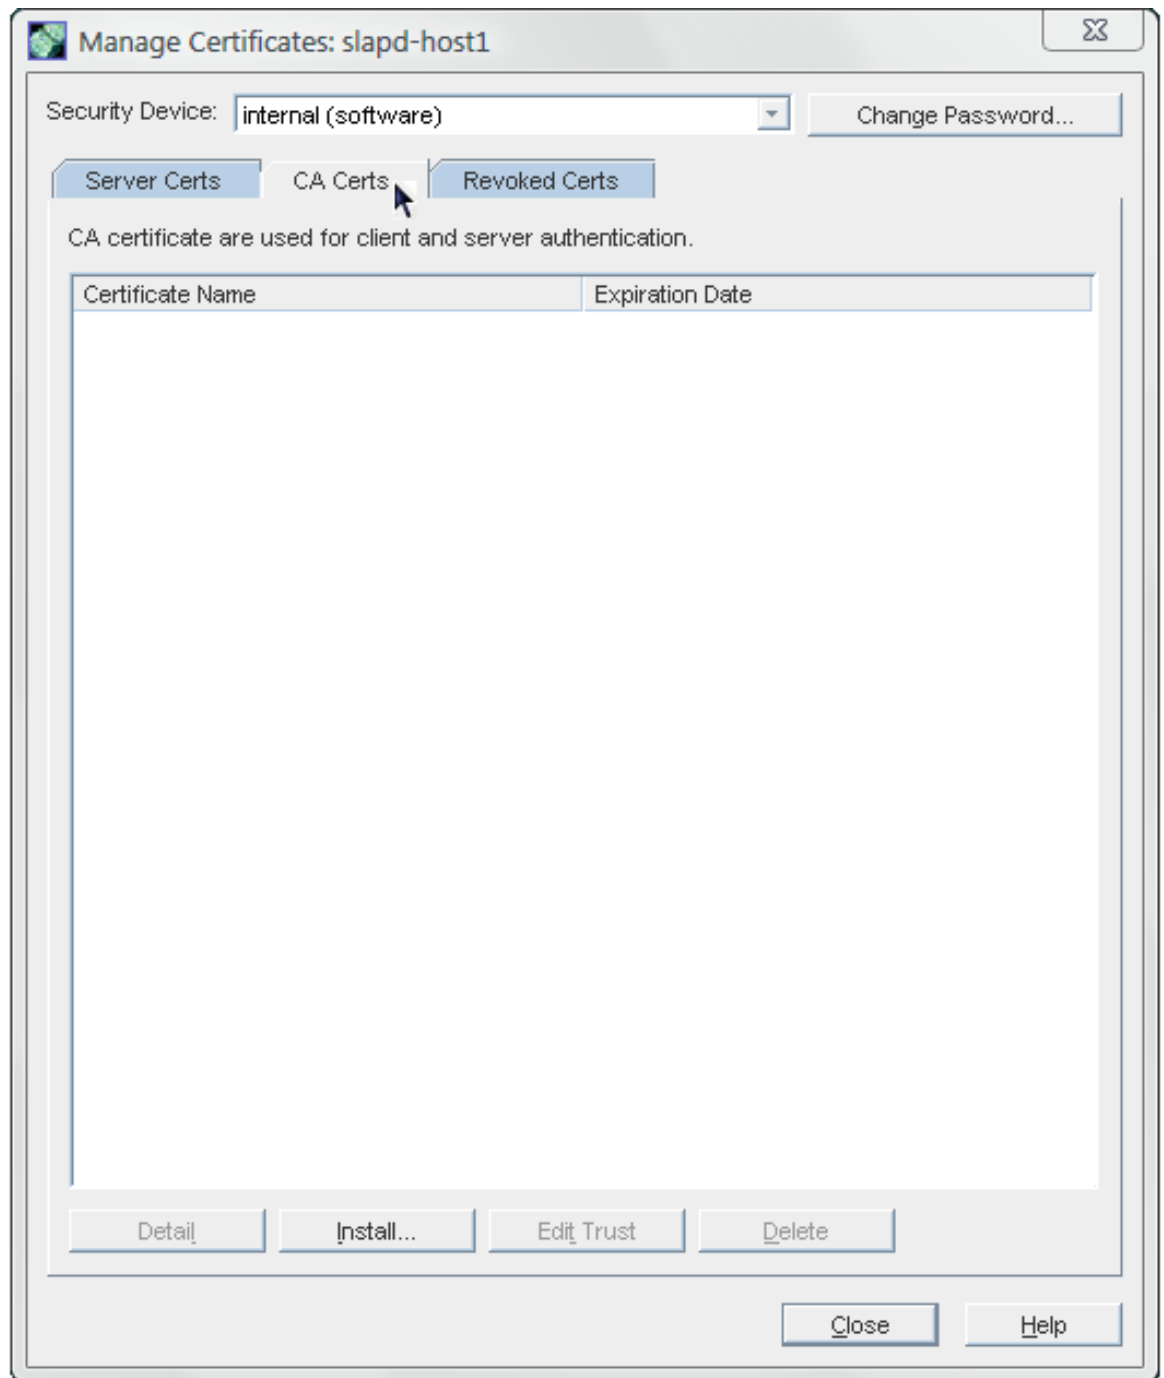 Manage Certificates: slapd-host1
Security Device: internal (software) Change Password...
Server Certs CA Certs Revoked Certs
CA certificate are used for client and server authentication.
Certificate Name Expiration Date
Detail Install... Edit Trust Delete
Close Help